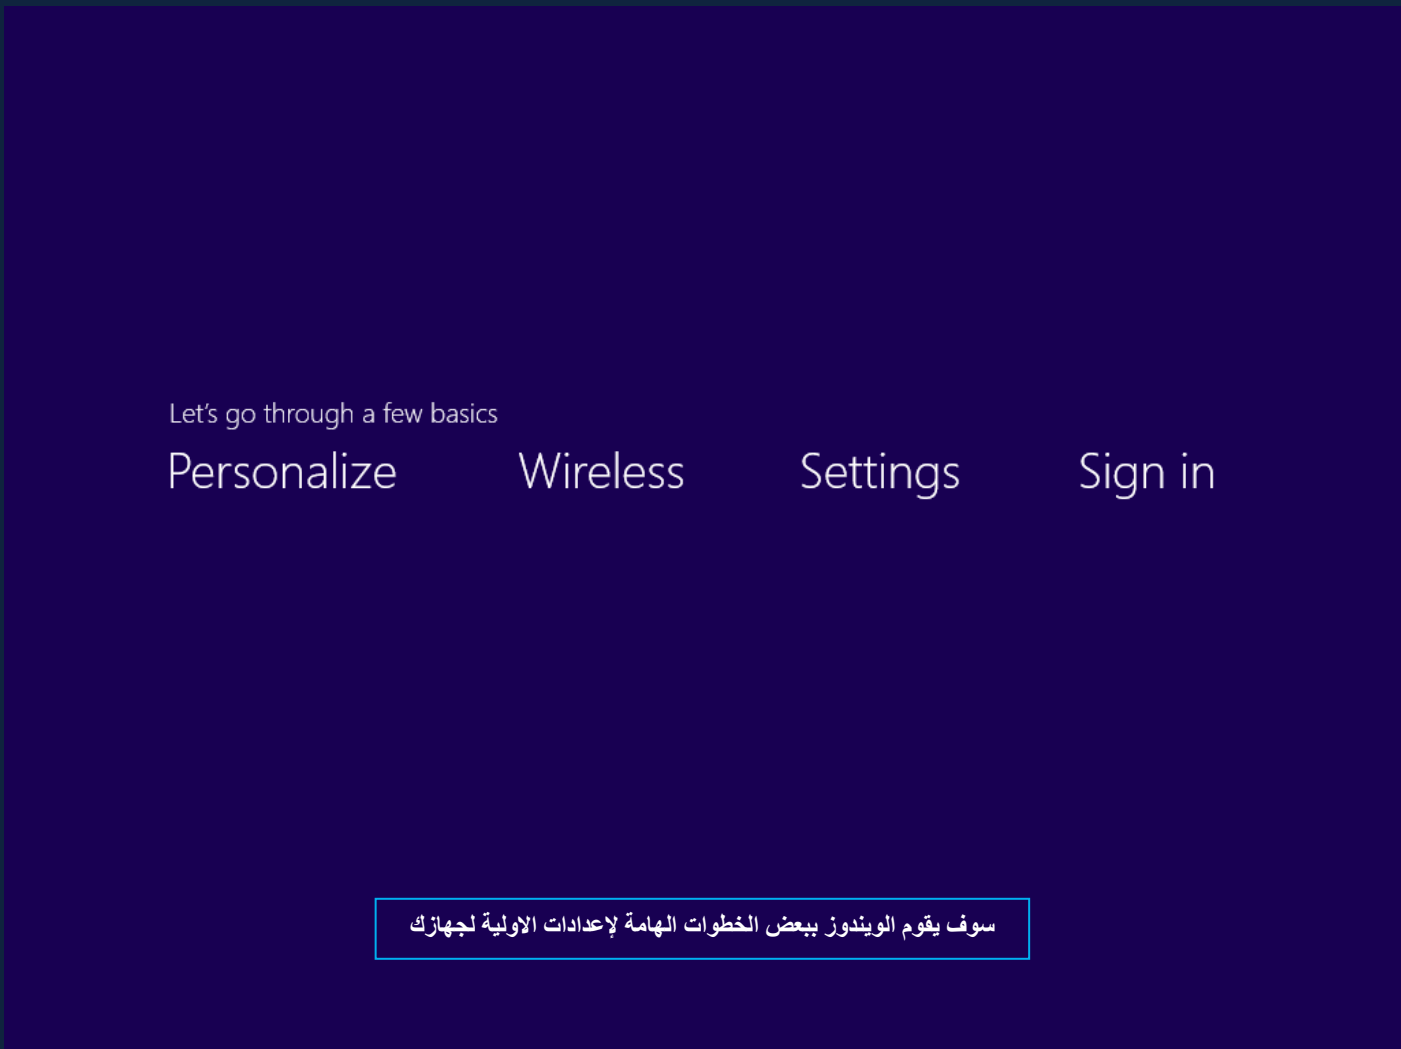 Let's go through a few basics
Personalize Wireless Settings Sign in
سوف يقوم الويندوز ببعض الخطوات الهامة لإعدادات الاولية لجهازك